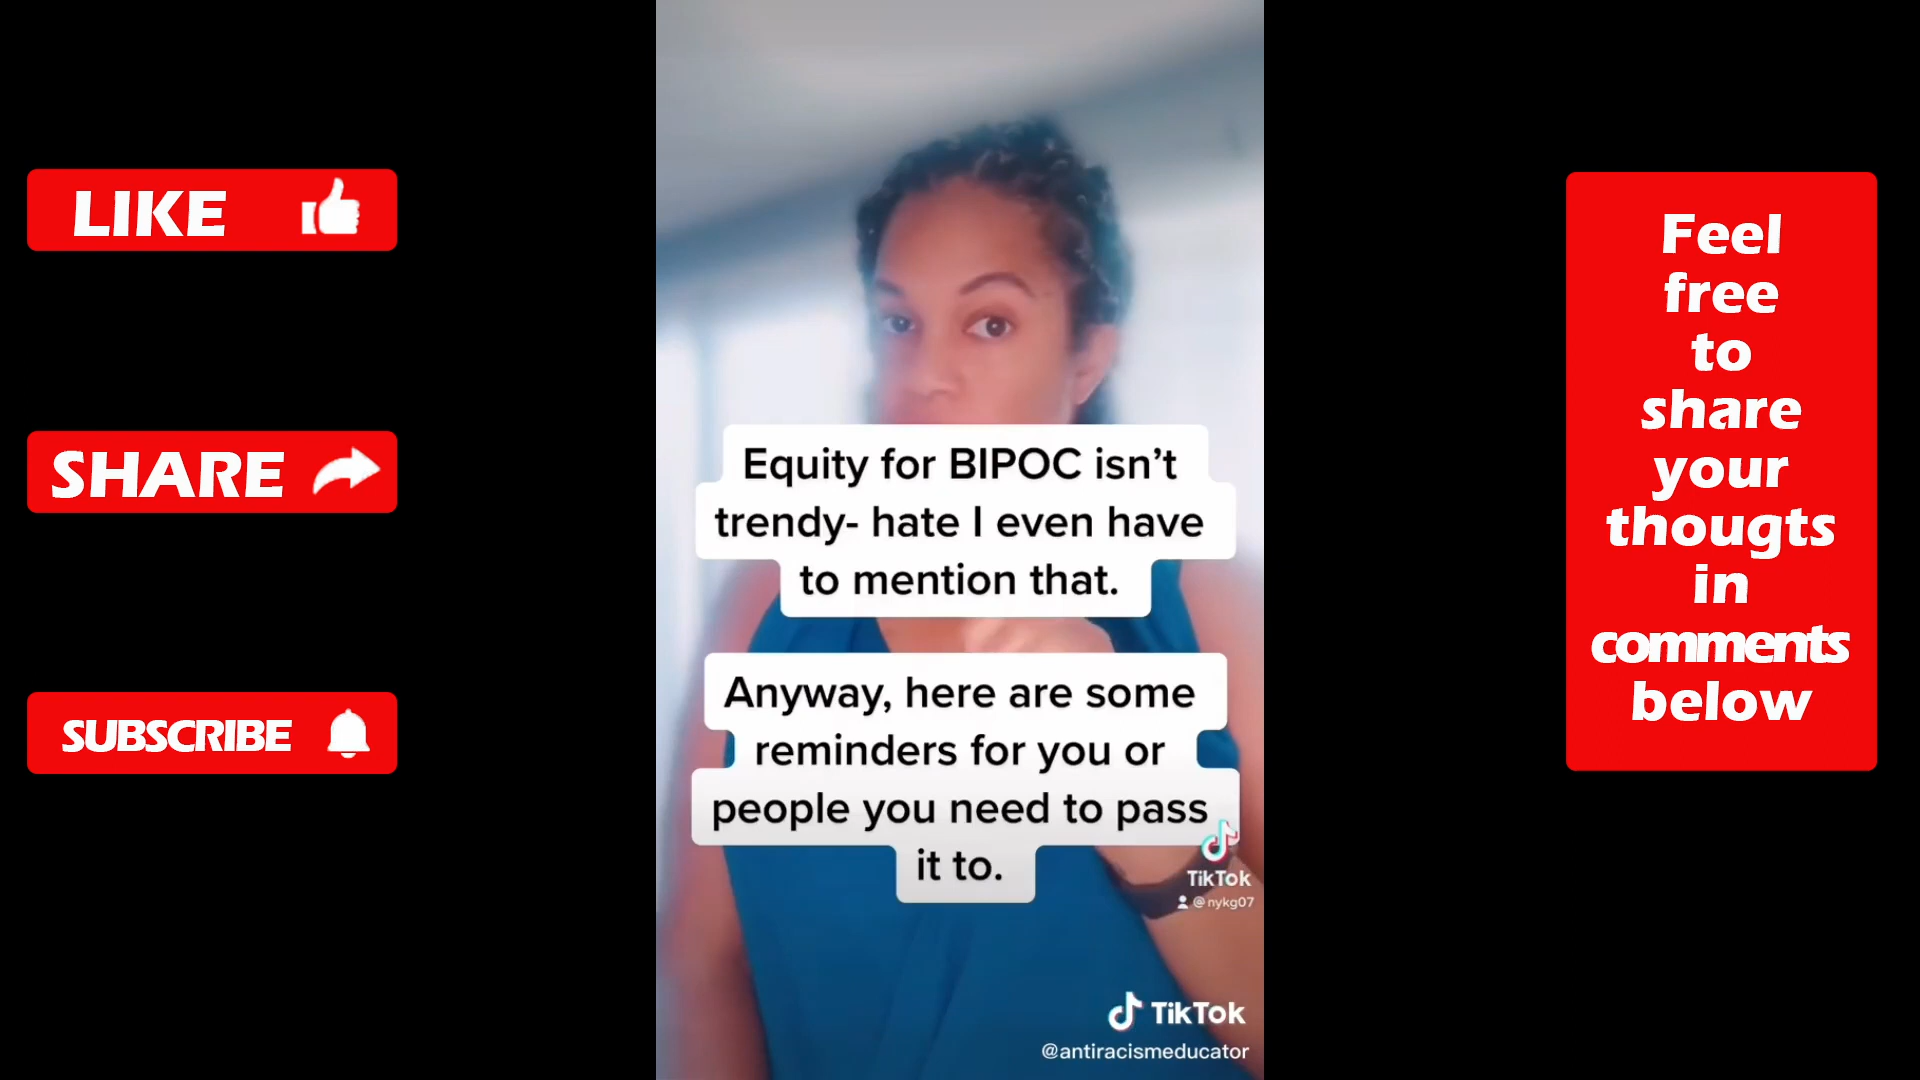 LIKE
SHARE
SUBSCRIBE
Equity for BIPOC isn’t
trendy- hate I even have
to mention that.
Anyway, here are some
reminders for you or
people you need to pass
it to.
TikTok
@nykg07
TikTok
@antiracismeducator
Feel
free
to
share
your
thougts
in
comments
below